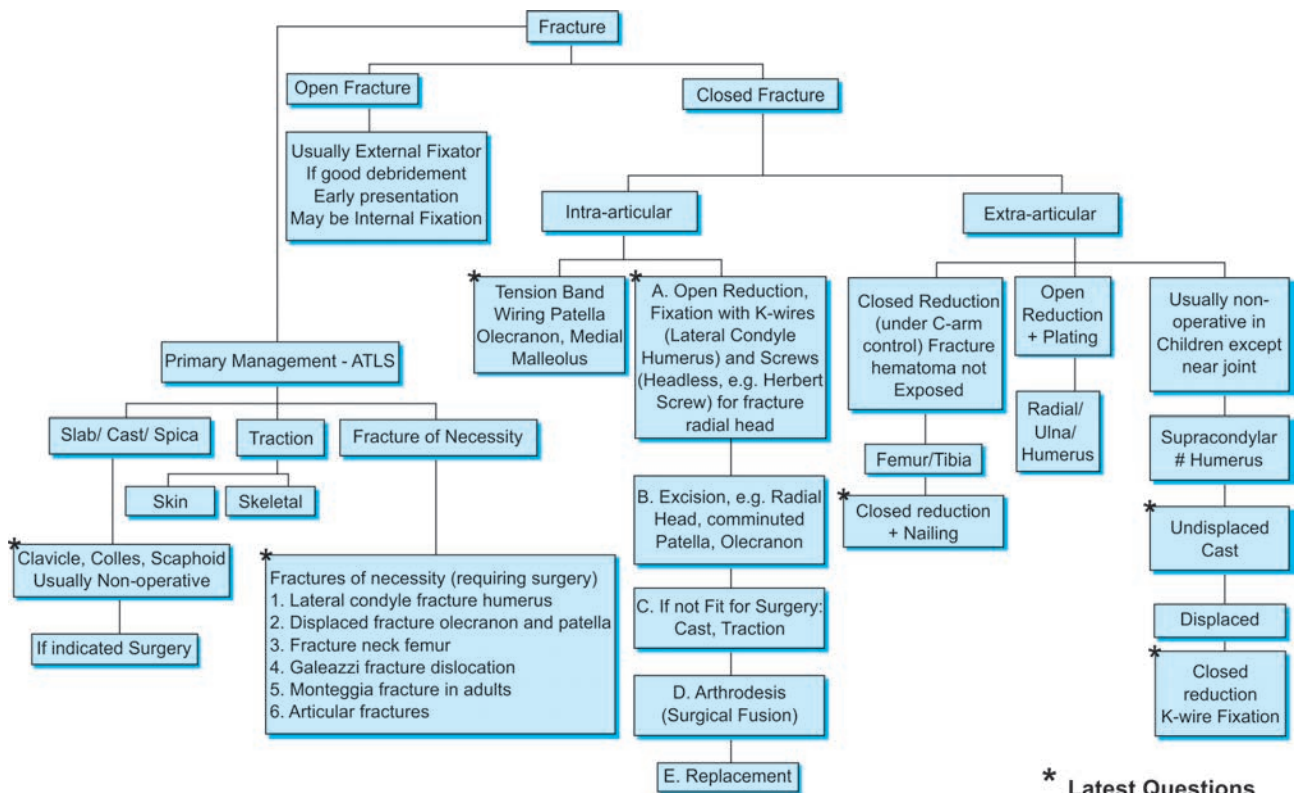 Fracture
Open Fracture
Closed Fracture
Usually External Fixator
If good debridement
Early presentation
May be Internal Fixation
Intra-articular
Extra-articular
*
Tension Band
Wiring Patella
Olecranon, Medial
Malleolus
*
A. Open Reduction,
Fixation with K-wires
(Lateral Condyle
Humerus) and Screws
(Headless, e.g. Herbert
Screw) for fracture
radial head
Closed Reduction
(under C-arm
control) Fracture
hematoma not
Exposed
Open
Reduction
+ Plating
Usually non-
operative in
Children except
near joint
Primary Management - ATLS
Slab/ Cast/ Spica
Traction
Fracture of Necessity
Radial/
Ulna/
Humerus
Supracondylar
# Humerus
Femur/Tibia
Skin
Skeletal
B. Excision, e.g. Radial
Head, comminuted
Patella, Olecranon
*
Closed reduction
+ Nailing
*
Undisplaced
Cast
*
Clavicle, Colles, Scaphoid
Usually Non-operative
*
Fractures of necessity (requiring surgery)
1. Lateral condyle fracture humerus
2. Displaced fracture olecranon and patella
3. Fracture neck femur
4. Galeazzi fracture dislocation
5. Monteggia fracture in adults
6. Articular fractures
C. If not Fit for Surgery:
Cast, Traction
Displaced
If indicated Surgery
*
Closed
reduction
K-wire Fixation
D. Arthrodesis
(Surgical Fusion)
E. Replacement
* Latest Questions